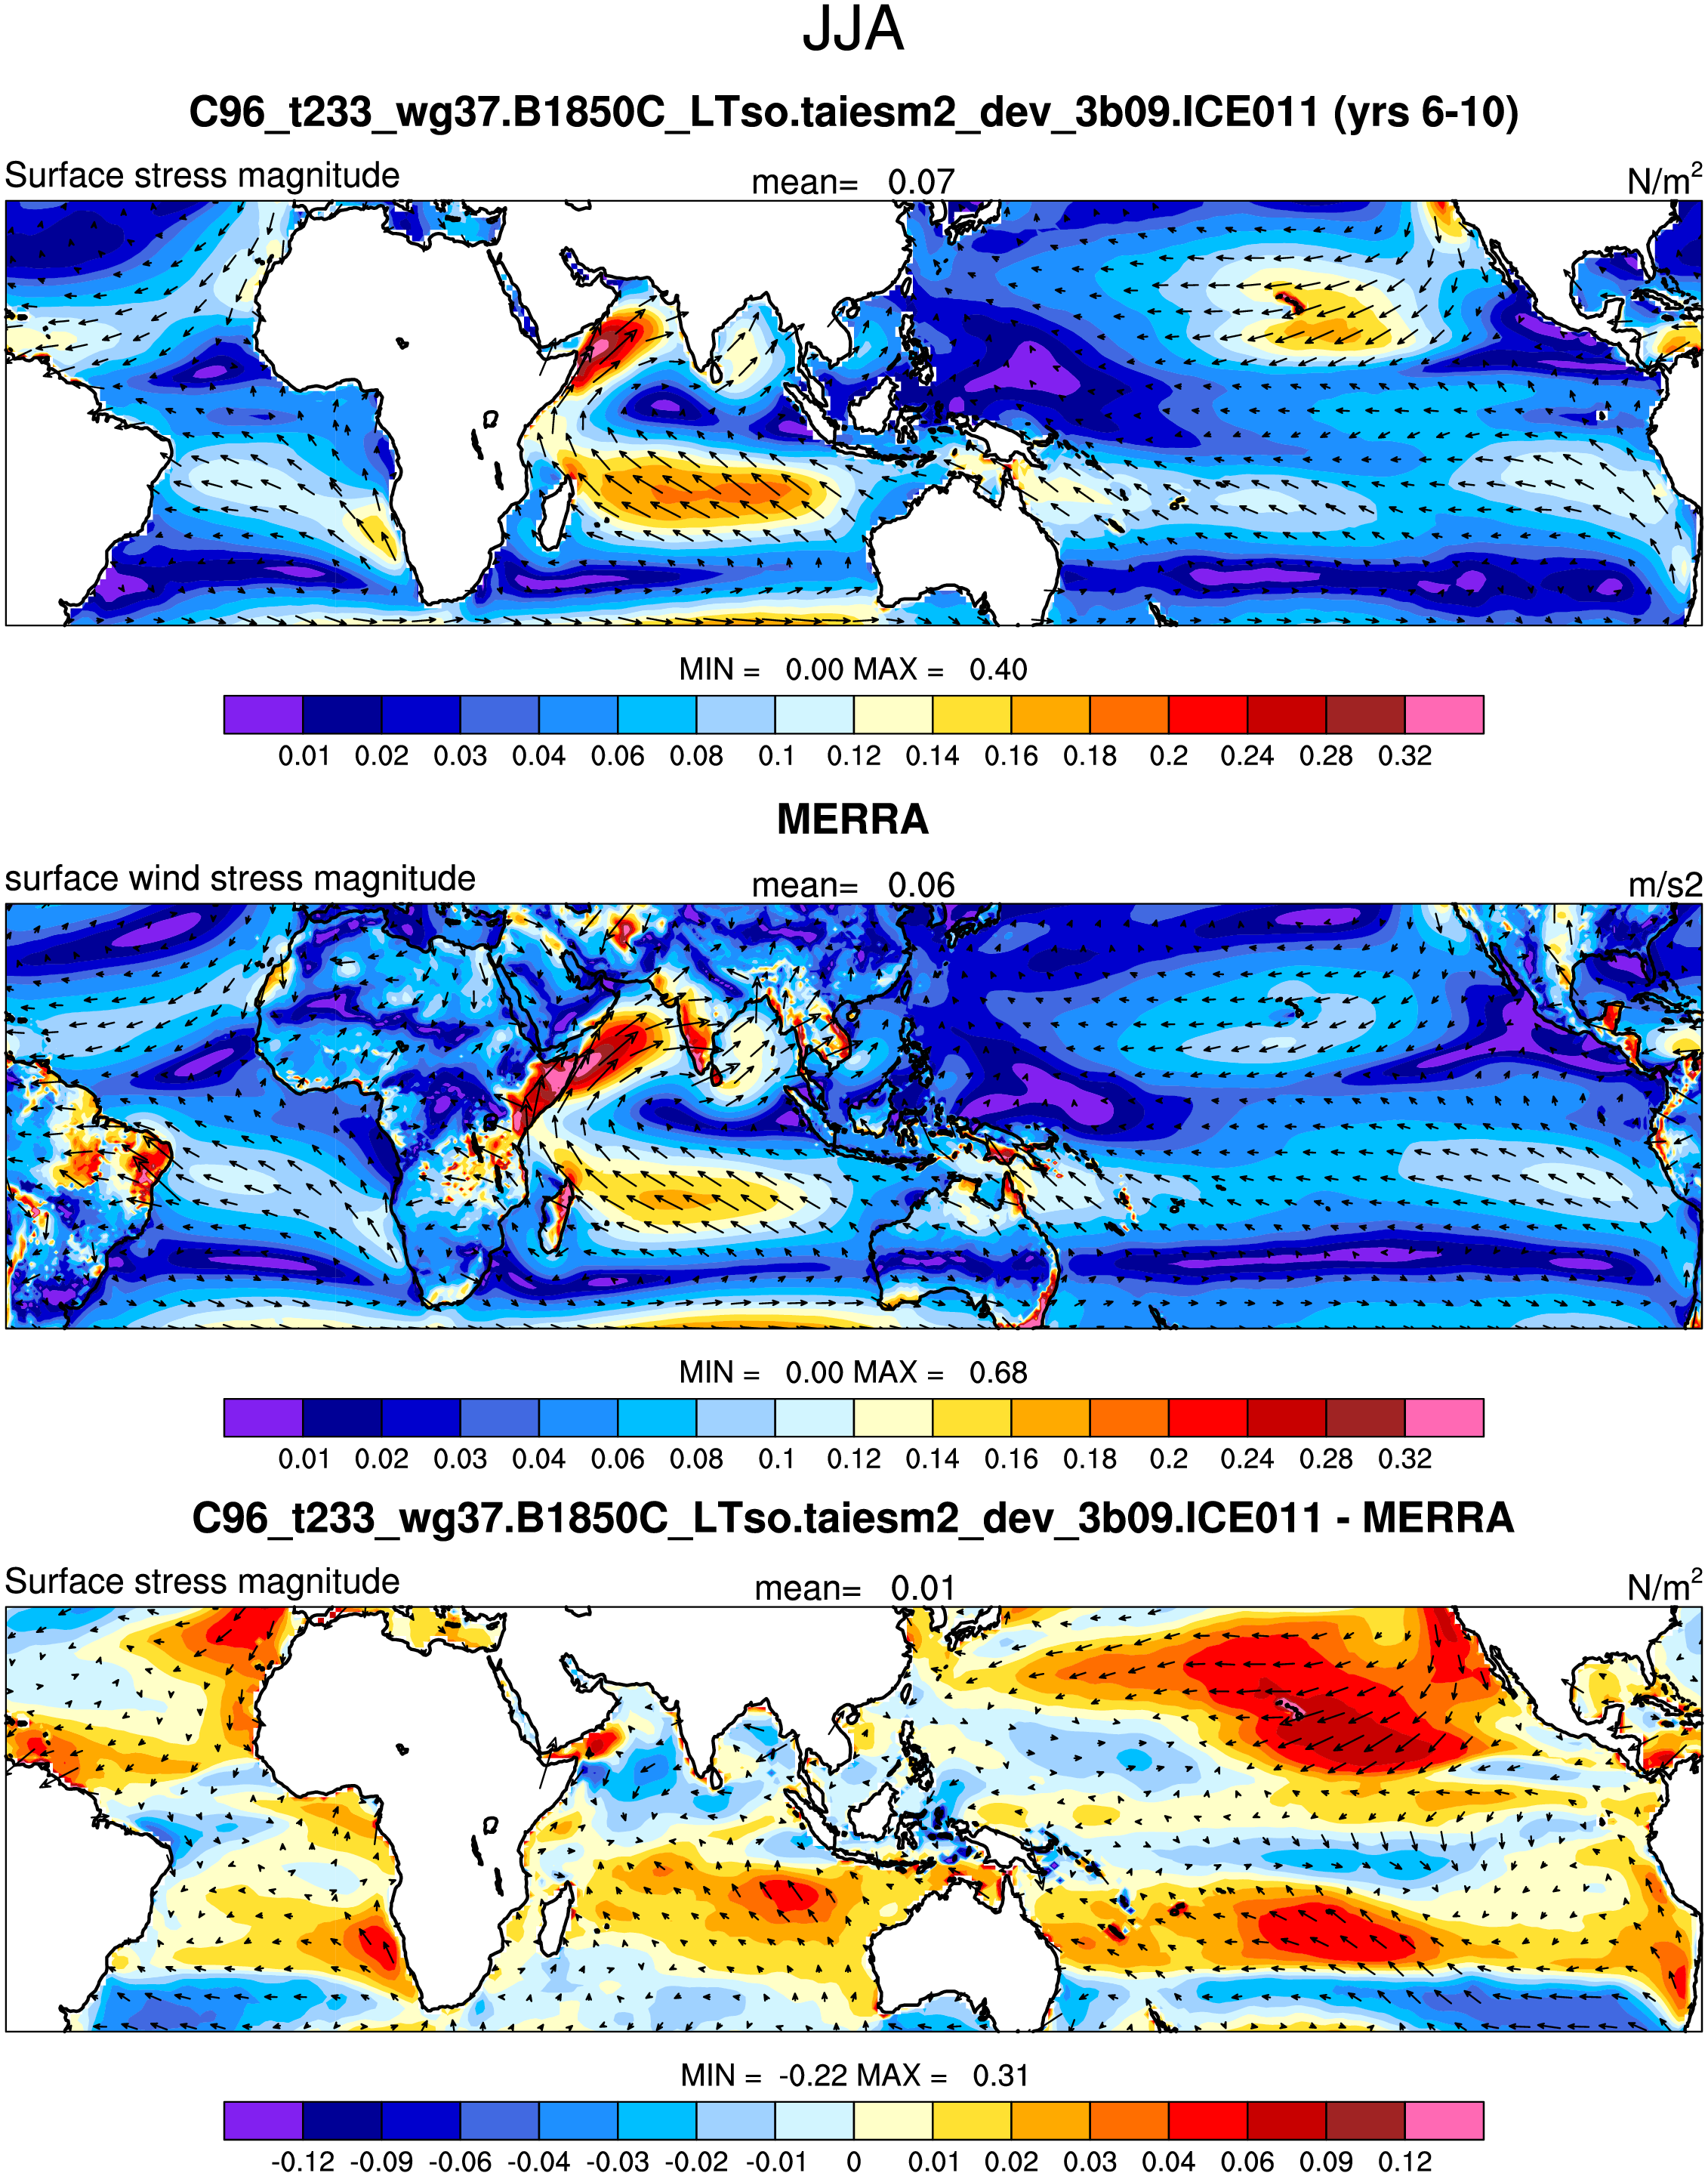 JJA
C96_t233_wg37.B1850C_LTso.taiesm2_dev_3b09.ICE011 (yrs 6-10)
Surface stress magnitude mean= 0.07 N/m²
MIN = 0.00 MAX = 0.40
0.01 0.02 0.03 0.04 0.06 0.08 0.1 0.12 0.14 0.16 0.18 0.2 0.24 0.28 0.32
MERRA
surface wind stress magnitude mean= 0.06 m/s2
MIN = 0.00 MAX = 0.68
0.01 0.02 0.03 0.04 0.06 0.08 0.1 0.12 0.14 0.16 0.18 0.2 0.24 0.28 0.32
C96_t233_wg37.B1850C_LTso.taiesm2_dev_3b09.ICE011 - MERRA
Surface stress magnitude mean= 0.01 N/m²
MIN = -0.22 MAX = 0.31
-0.12 -0.09 -0.06 -0.04 -0.03 -0.02 -0.01 0 0.01 0.02 0.03 0.04 0.06 0.09 0.12